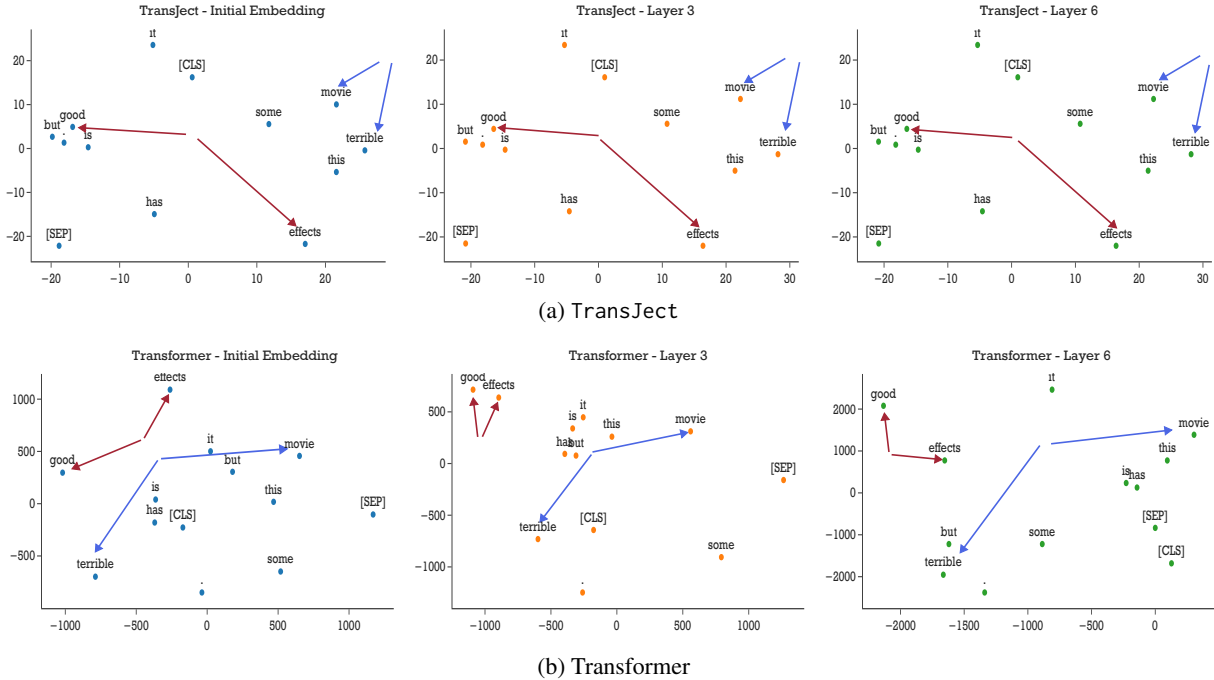 TransJect - Initial Embedding
it
20
[CLS]
movie
10
some
good
but
.
is
terrible
0
this
−10
has
−20
[SEP]
effects
−20
−10
0
10
20
TransJect - Layer 3
it
20
[CLS]
movie
10
some
good
but
.
is
terrible
0
this
−10
has
−20
[SEP]
effects
−20
−10
0
10
20
30
TransJect - Layer 6
it
20
[CLS]
movie
10
some
good
but
.
is
terrible
0
this
−10
has
−20
[SEP]
effects
−20
−10
0
10
20
30
(a) TransJect
Transformer - Initial Embedding
effects
1000
500
it
movie
good
but
is
this
0
has
[CLS]
[SEP]
−500
terrible
some
.
−1000
−500
0
500
1000
Transformer - Layer 3
good
effects
500
it
is
this
movie
has
but
0
[SEP]
−500
terrible
[CLS]
some
−1000
.
−1000
−500
0
500
1000
Transformer - Layer 6
it
good
2000
movie
1000
effects
this
is
has
0
[SEP]
−1000
but
some
[CLS]
−2000
terrible
.
−2000
−1500
−1000
−500
0
(b) Transformer